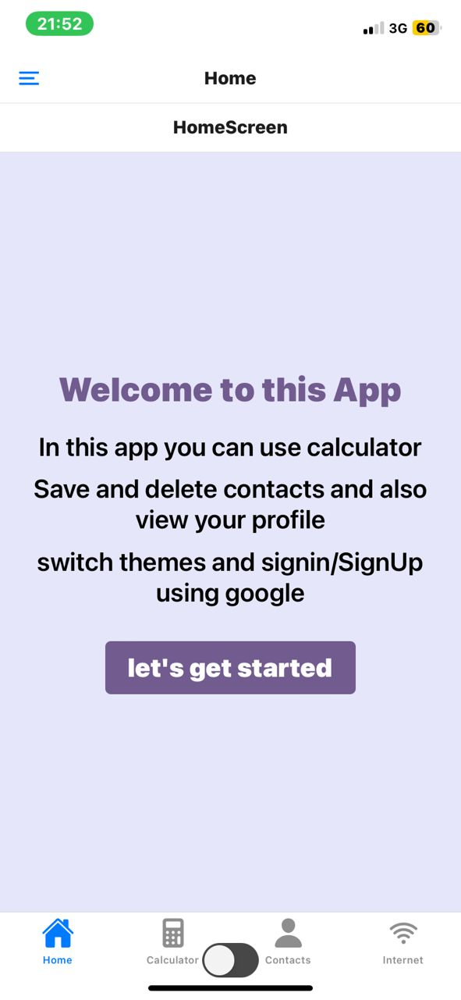 21:52
3G 60
Home
HomeScreen
Welcome to this App
In this app you can use calculator
Save and delete contacts and also
view your profile
switch themes and signin/SignUp
using google
let's get started
Home Calculator Contacts Internet